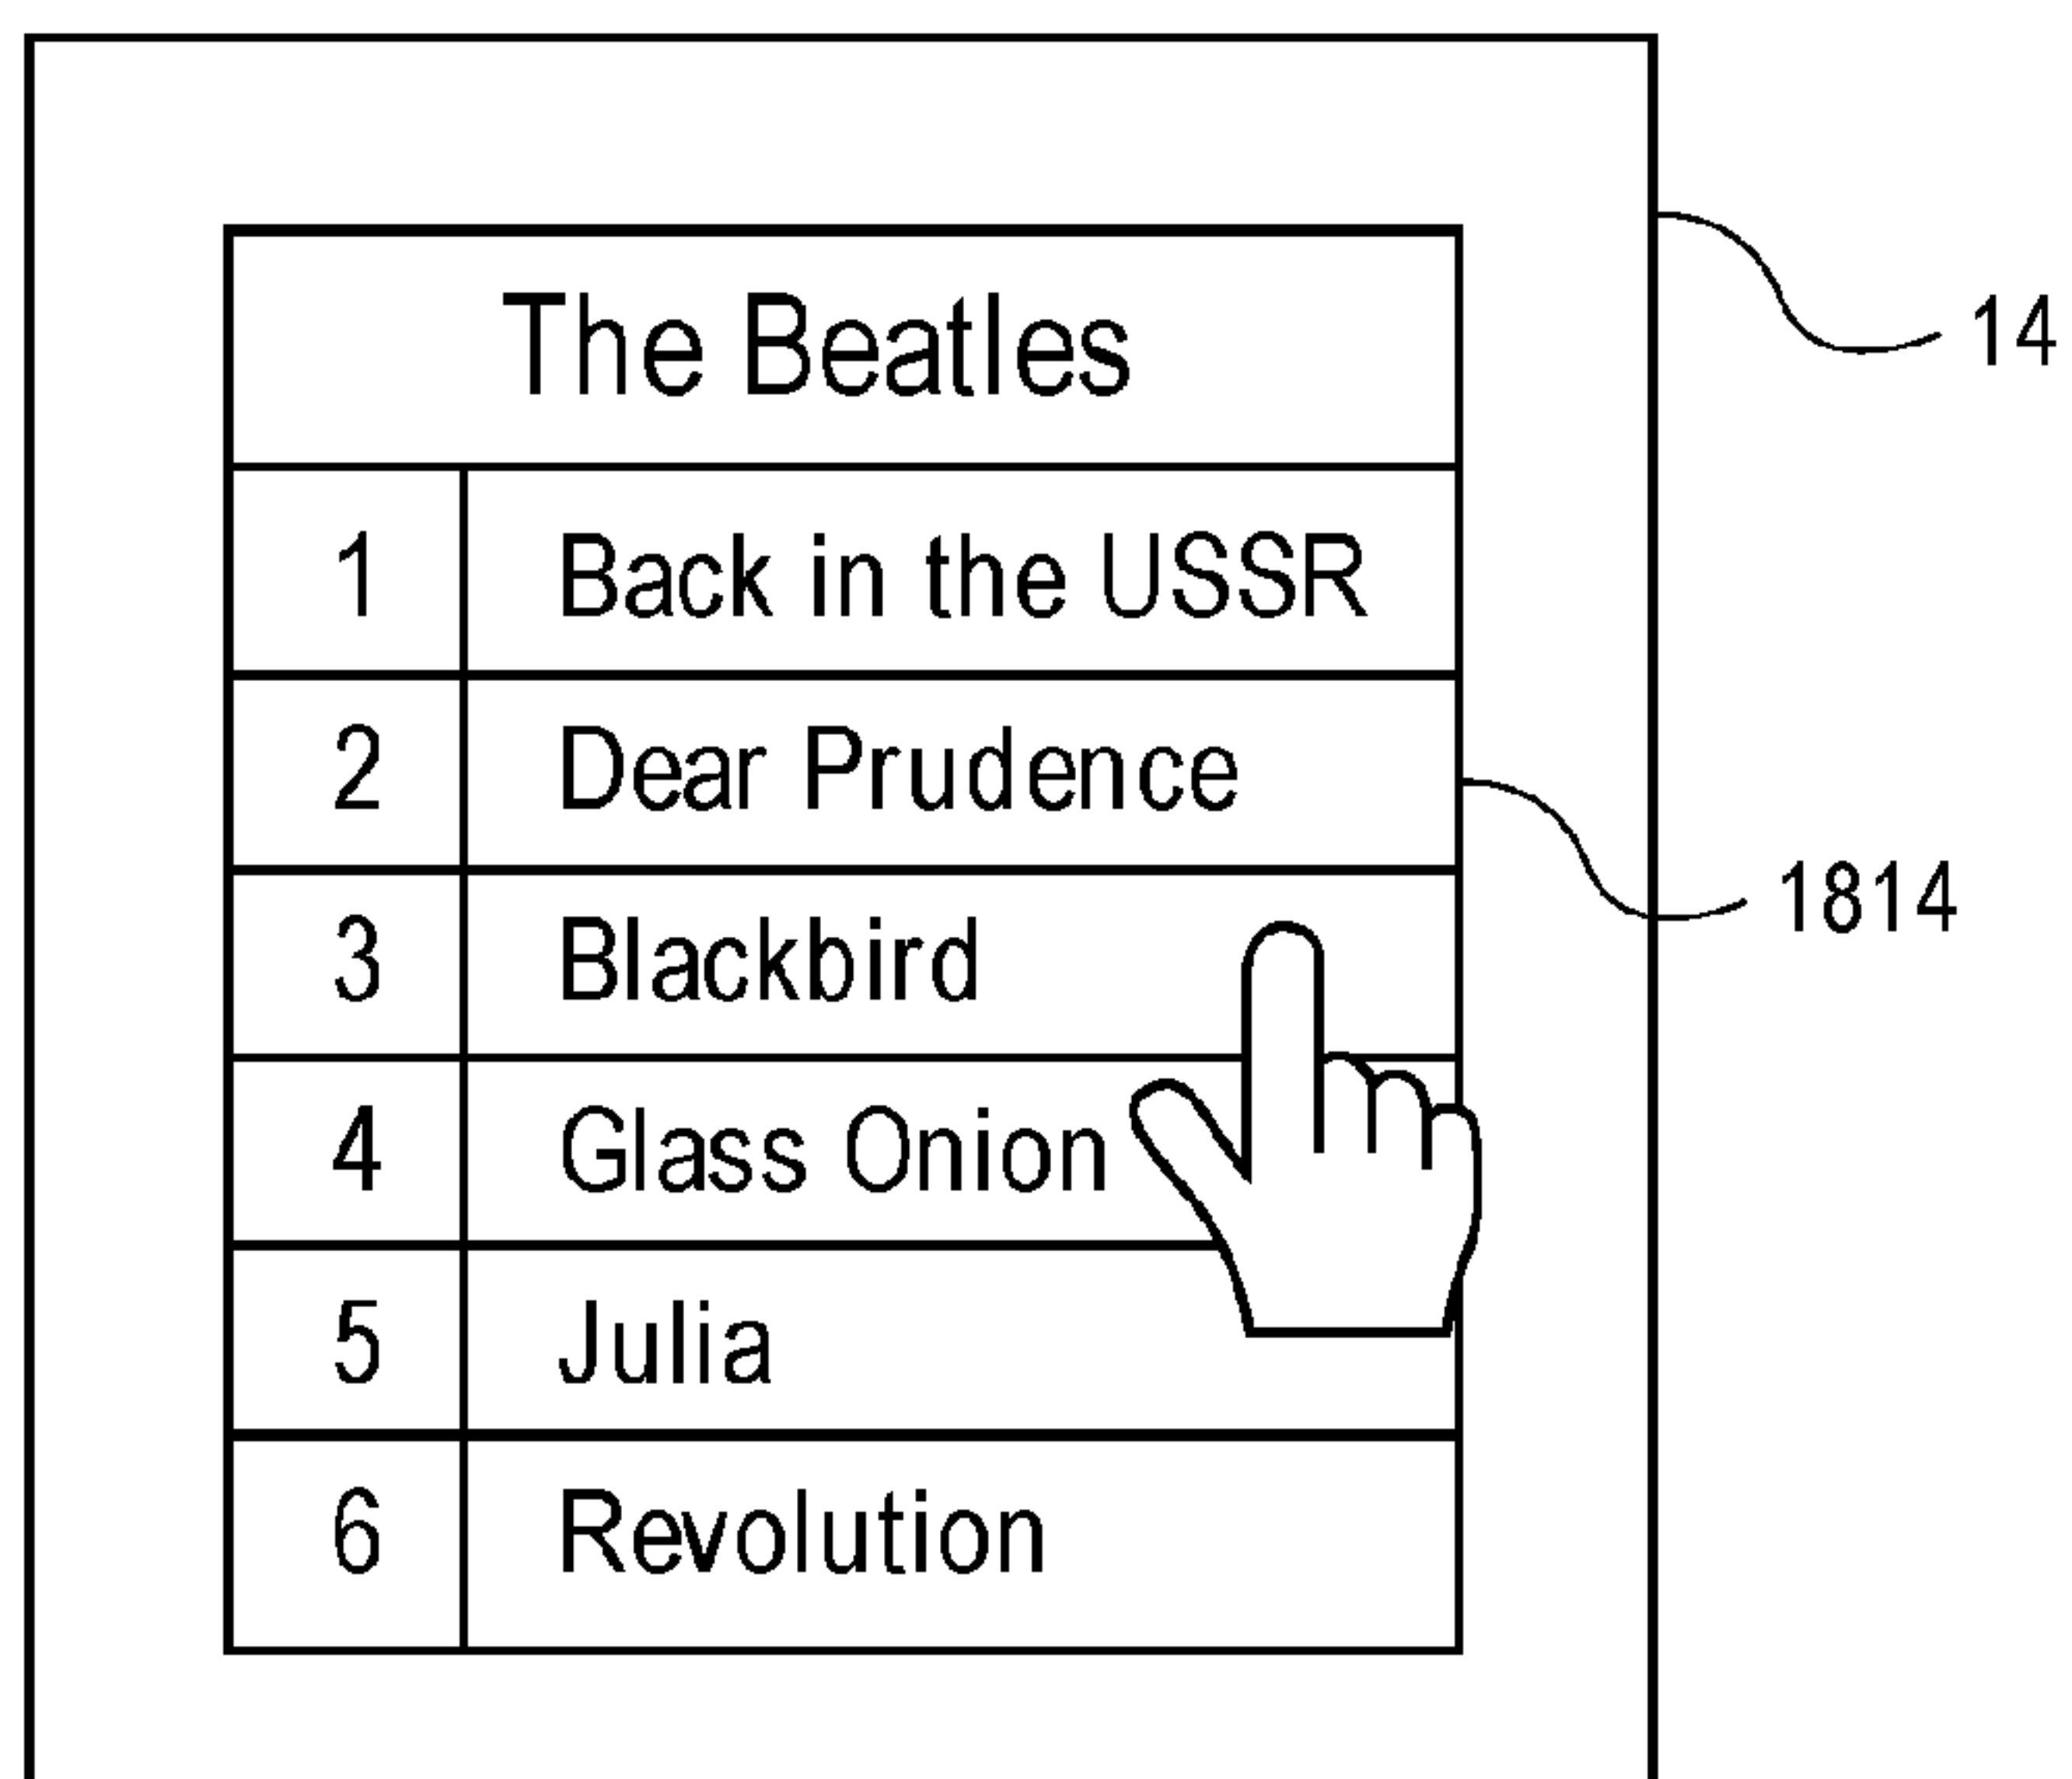 The Beatles
14
1 Back in the USSR
2 Dear Prudence
1814
3 Blackbird
4 Glass Onion
5 Julia
6 Revolution